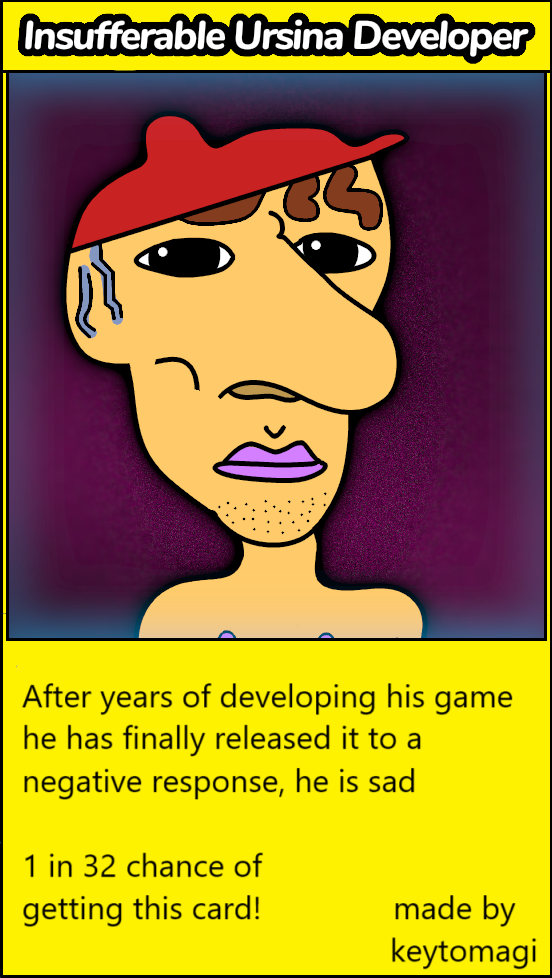 Insufferable Ursina Developer
After years of developing his game
he has finally released it to a
negative response, he is sad
1 in 32 chance of
getting this card!
made by
keytomagi